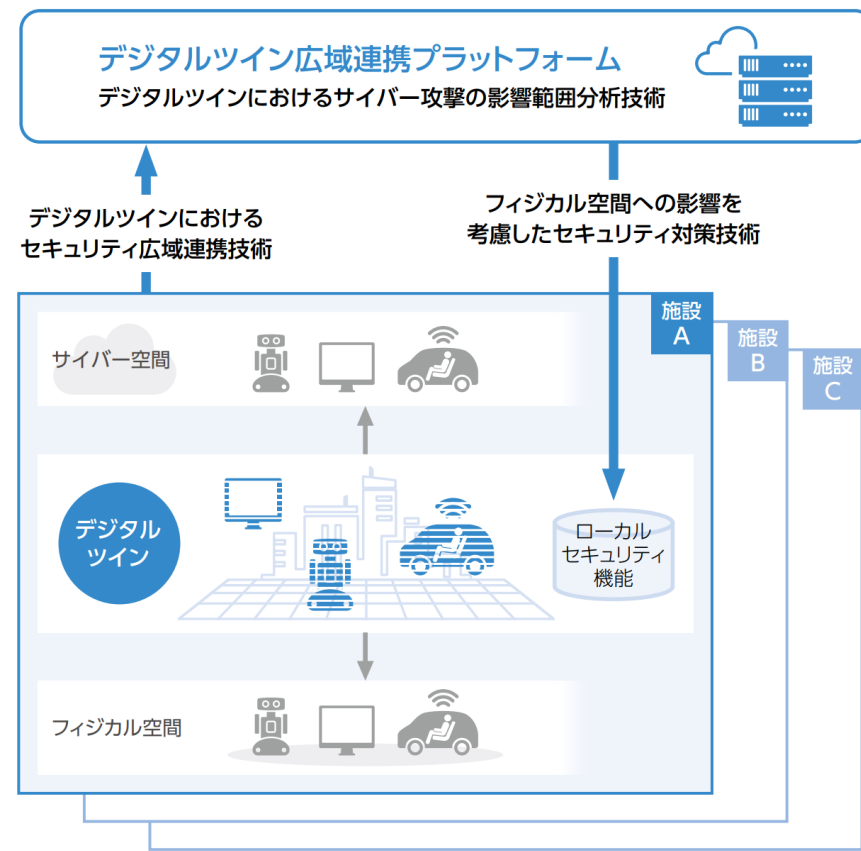 デジタルツイン広域連携プラットフォーム
デジタルツインにおけるサイバー攻撃の影響範囲分析技術
デジタルツインにおける
セキュリティ広域連携技術
フィジカル空間への影響を
考慮したセキュリティ対策技術
施設
A
施設
B
施設
C
サイバー空間
デジタル
ツイン
ローカル
セキュリティ
機能
フィジカル空間